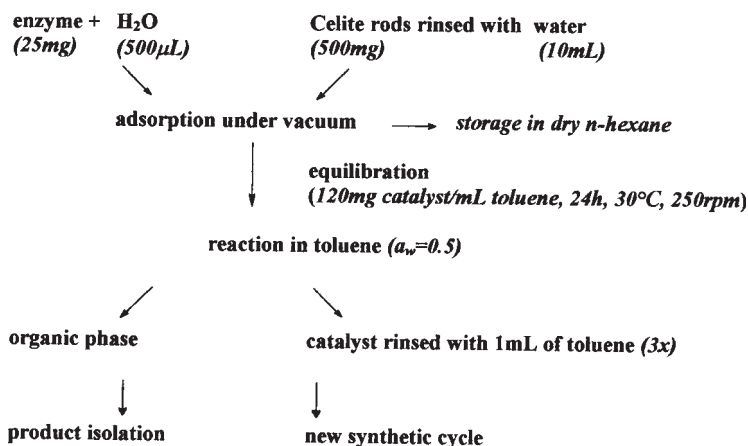 enzyme + H₂O Celite rods rinsed with water
(25mg) (500µL) (500mg) (10mL)
adsorption under vacuum storage in dry n-hexane
equilibration
(120mg catalyst/mL toluene, 24h, 30°C, 250rpm)
reaction in toluene (a_w=0.5)
organic phase catalyst rinsed with 1mL of toluene (3x)
product isolation new synthetic cycle